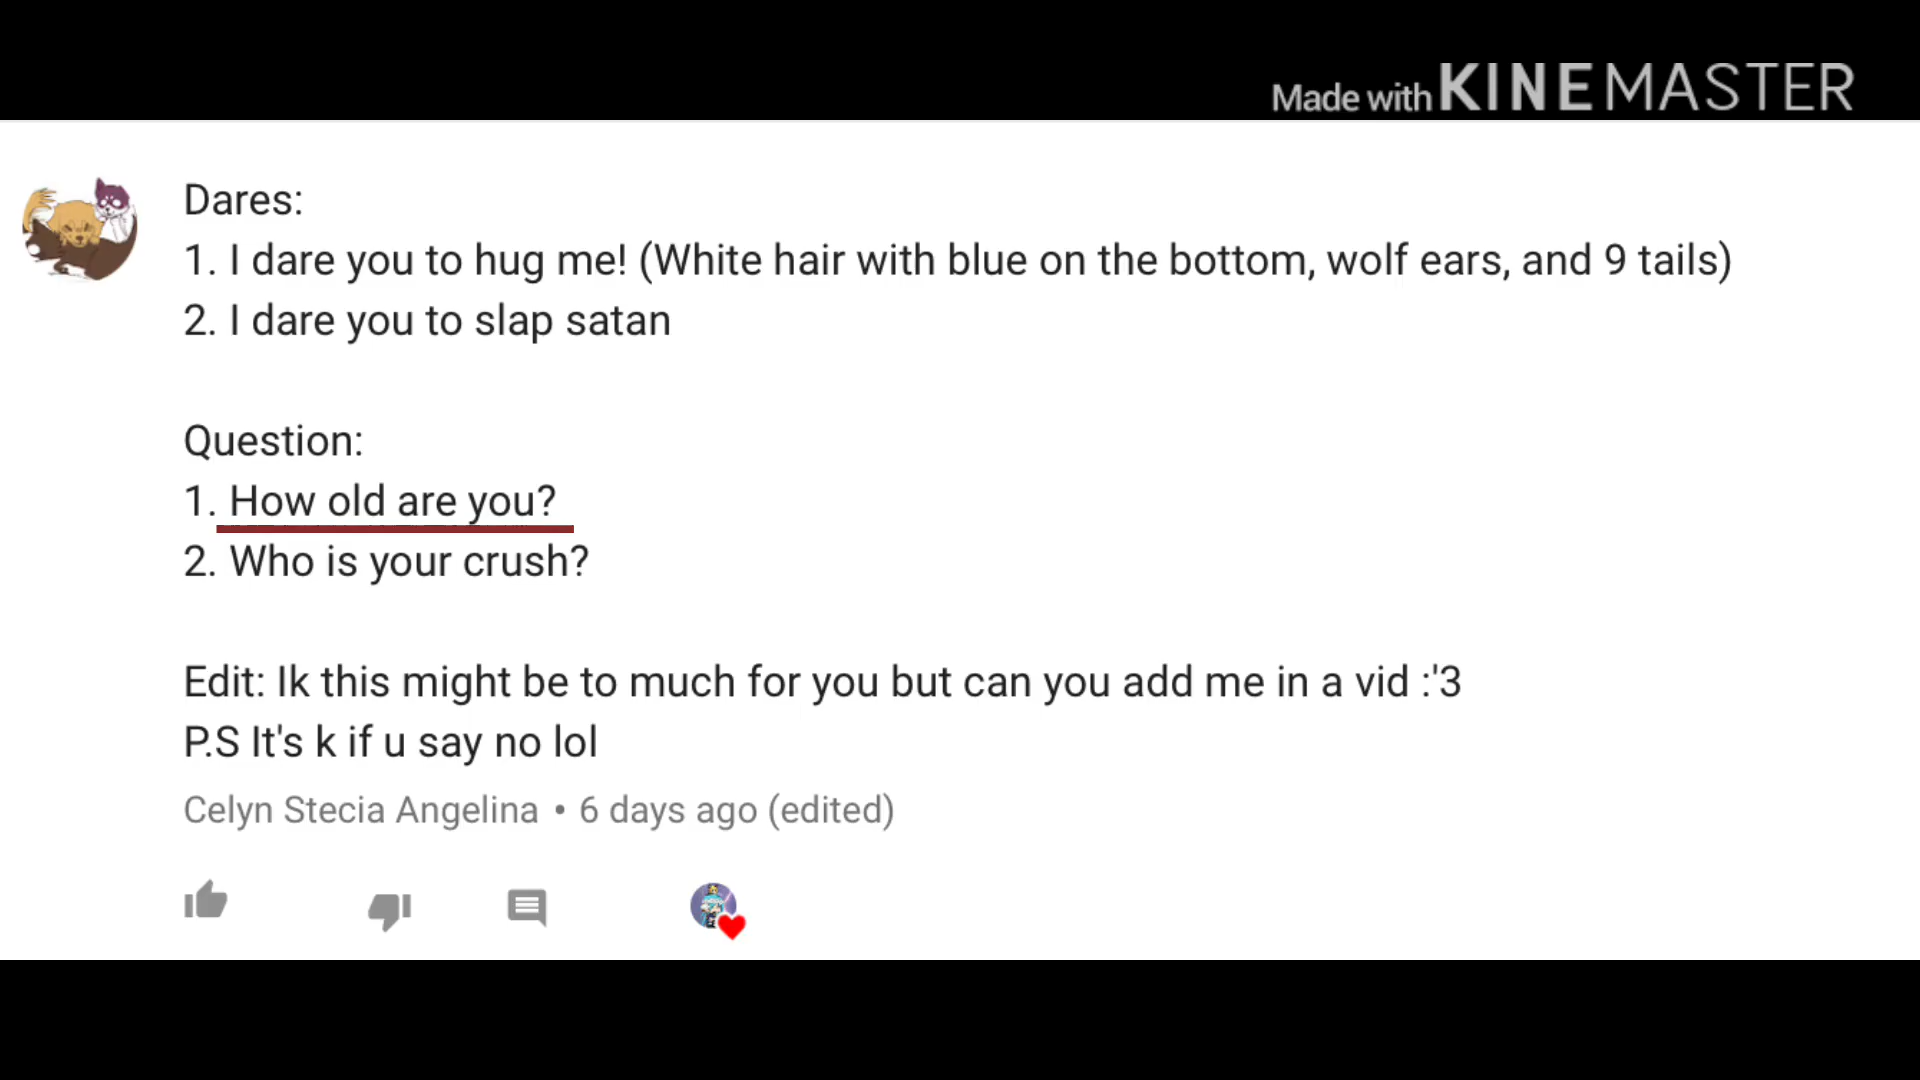 Made with KINEMASTER
Dares:
1. I dare you to hug me! (White hair with blue on the bottom, wolf ears, and 9 tails)
2. I dare you to slap satan
Question:
1. How old are you?
2. Who is your crush?
Edit: Ik this might be to much for you but can you add me in a vid :'3
P.S It's k if u say no lol
Celyn Stecia Angelina • 6 days ago (edited)